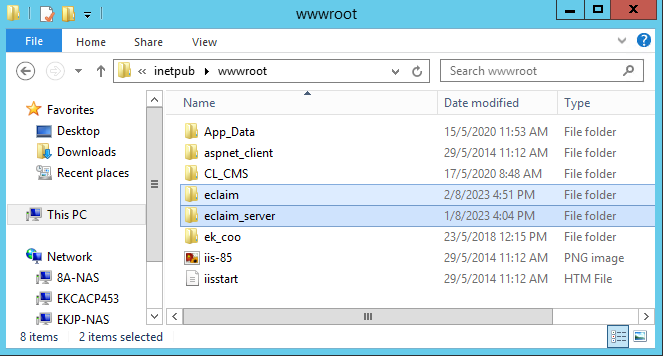 wwwroot
File Home Share View
« inetpub ▸ wwwroot Search wwwroot
Name Date modified Type
Favorites
Desktop
Downloads
Recent places
This PC
Network
8A-NAS
EKCACP453
EKJP-NAS
App_Data 15/5/2020 11:53 AM File folder
aspnet_client 29/5/2014 11:12 AM File folder
CL_CMS 17/5/2020 8:48 AM File folder
eclaim 2/8/2023 4:51 PM File folder
eclaim_server 1/8/2023 4:04 PM File folder
ek_coo 23/5/2018 12:15 PM File folder
iis-85 29/5/2014 11:12 AM PNG image
iisstart 29/5/2014 11:12 AM HTM File
8 items 2 items selected